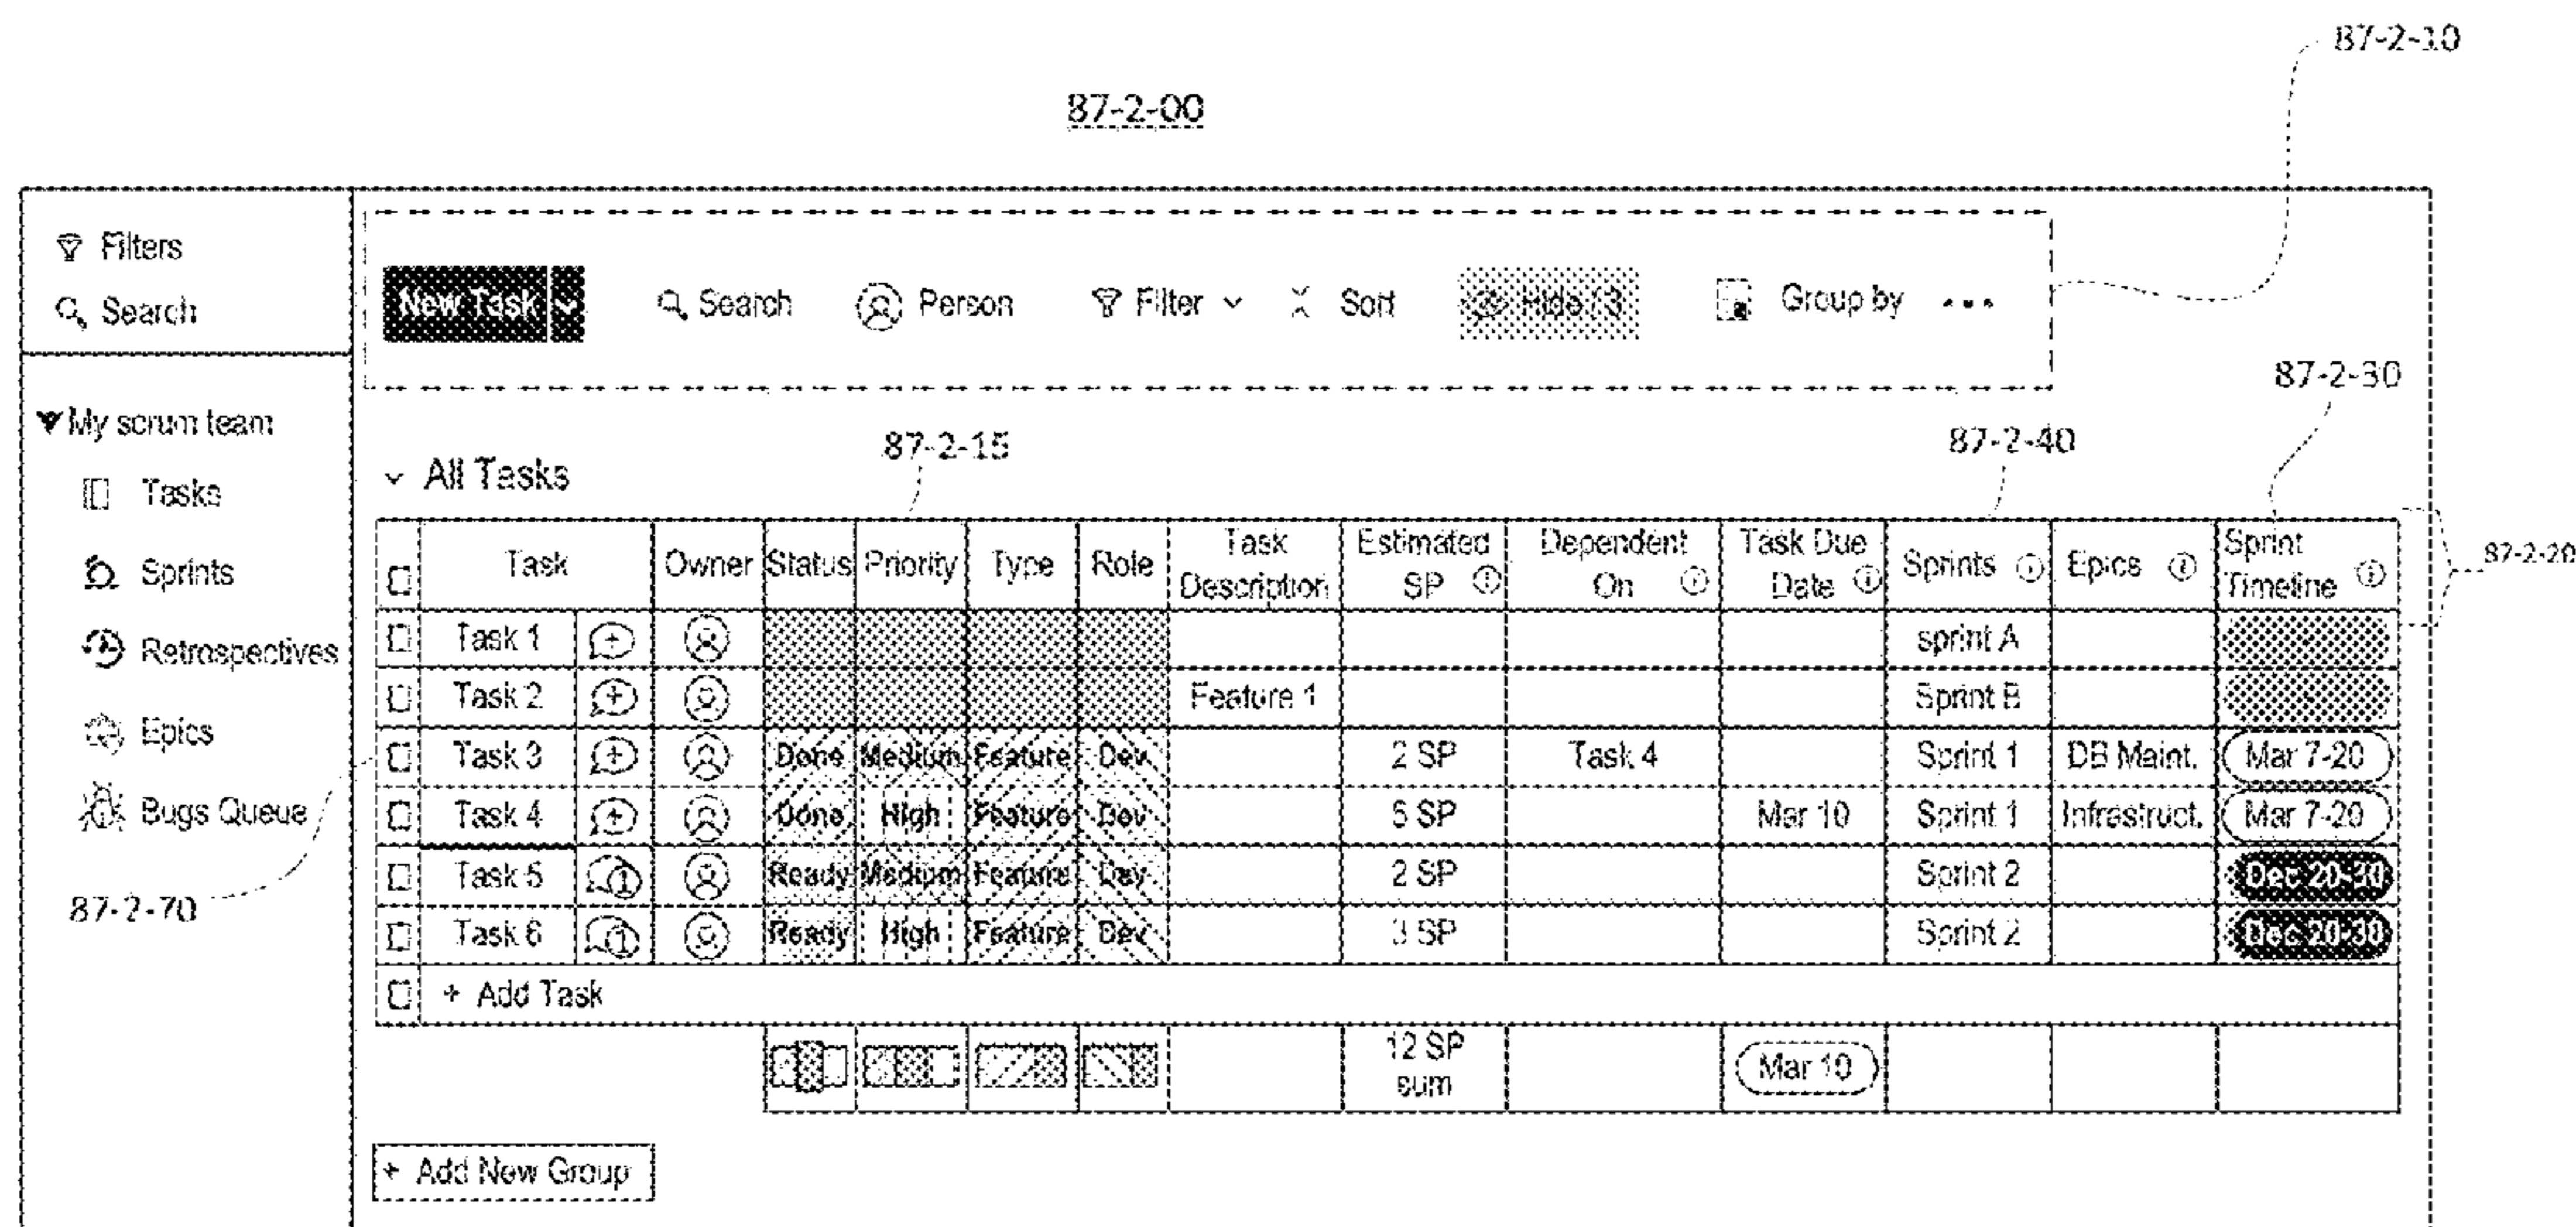 87-2-10
87-2-00
Filters
Search
New Task
Search
Person
Filter
Sort
Hide / 3
Group by
87-2-30
My scrum team
87-2-15
87-2-40
All Tasks
Tasks
Sprints
Retrospectives
Epics
Bugs Queue
87-2-70
87-2-20
Task Owner Status Priority Type Role Task Description Estimated SP Dependent On Task Due Date Sprints Epics Sprint Timeline
Task 1 sprint A
Task 2 Feature 1 Sprint B
Task 3 Done Medium Feature Dev 2 SP Task 4 Sprint 1 DB Maint. Mar 7-20
Task 4 Done High Feature Dev 5 SP Mar 10 Sprint 1 Infrastruct. Mar 7-20
Task 5 1 Ready Medium Feature Dev 2 SP Sprint 2 Dec 20-30
Task 6 1 Ready High Feature Dev 3 SP Sprint 2 Dec 20-30
+ Add Task
12 SP sum Mar 10
+ Add New Group